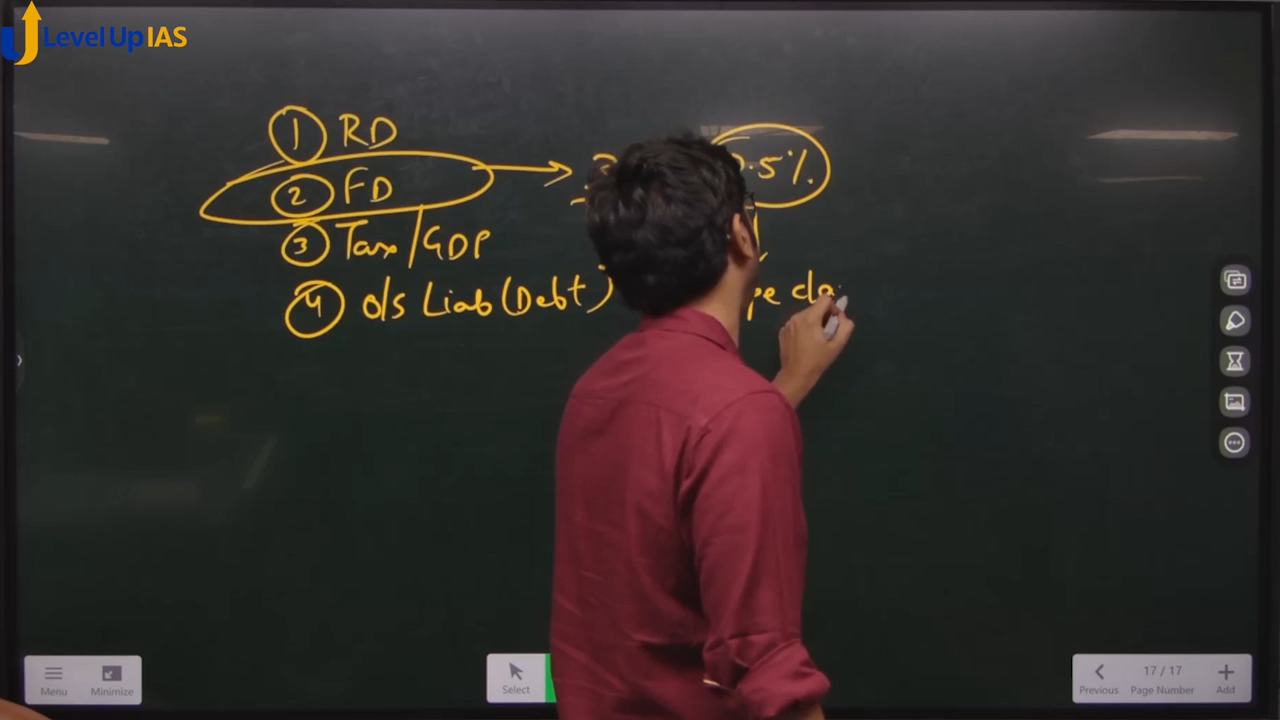 Level Up IAS
1 RD
2 FD
3 Tax/GDP
4 o/s Liab (Debt)
.5%
Menu
Minimize
Select
Previous
17 / 17
Page Number
Add